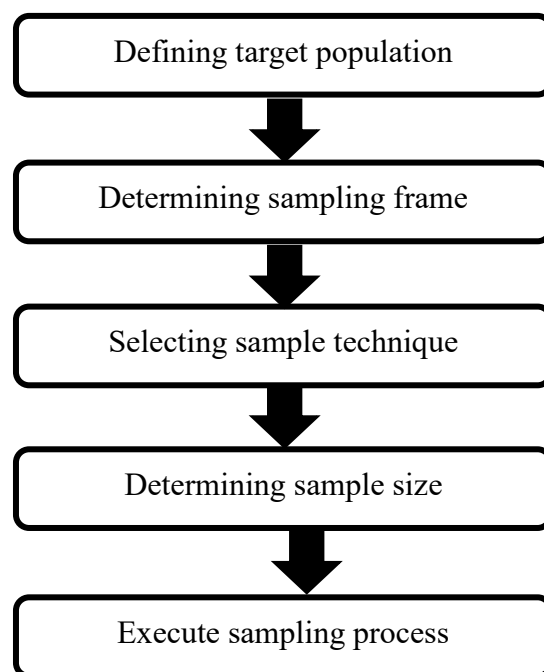 Defining target population
Determining sampling frame
Selecting sample technique
Determining sample size
Execute sampling process